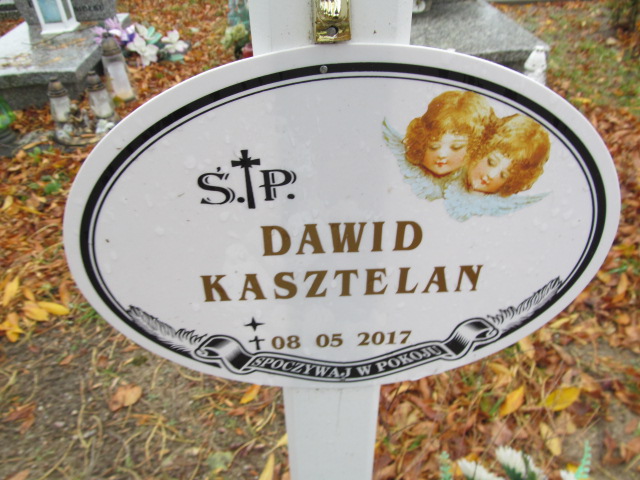 Ś.†P.
DAWID
KASZTELAN
08 05 2017
SPOCZYWAJ W POKOJU